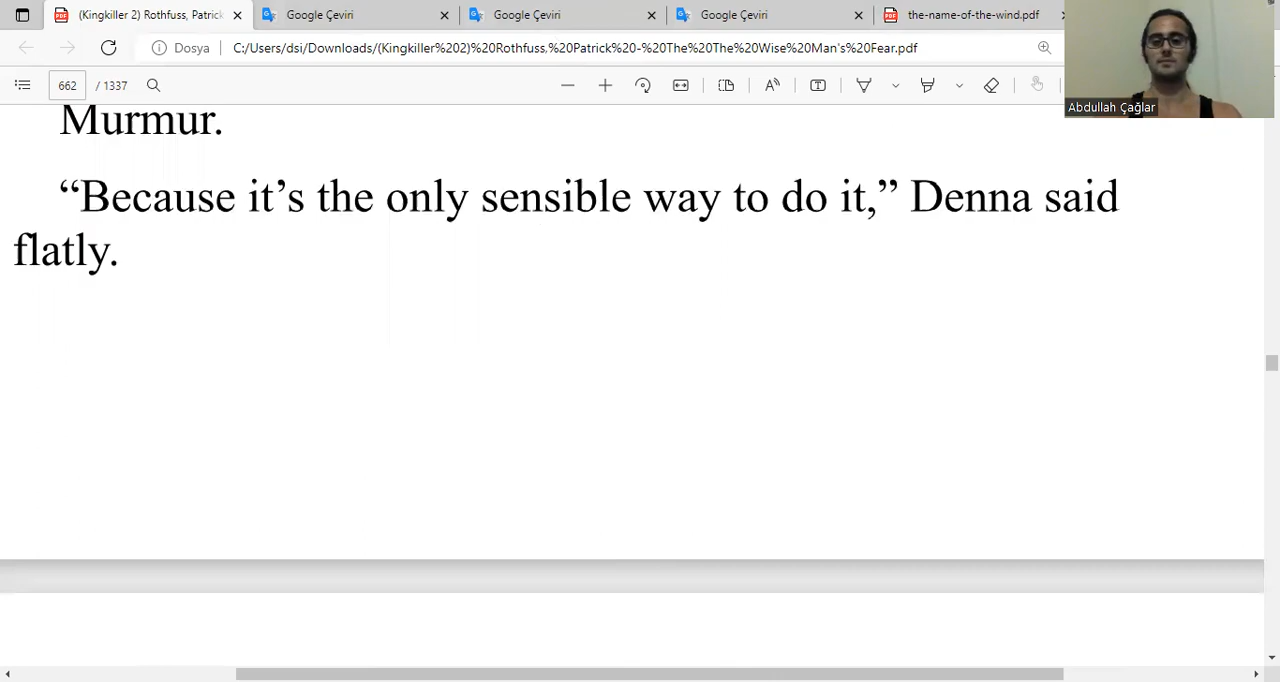 (Kingkiller 2) Rothfuss, Patrick
Google Çeviri
Google Çeviri
Google Çeviri
the-name-of-the-wind.pdf
Dosya
C:/Users/dsi/Downloads/(Kingkiller%202)%20Rothfuss,%20Patrick%20-%20The%20The%20Wise%20Man's%20Fear.pdf
662 / 1337
Abdullah Çağlar
Murmur.
“Because it’s the only sensible way to do it,” Denna said
flatly.